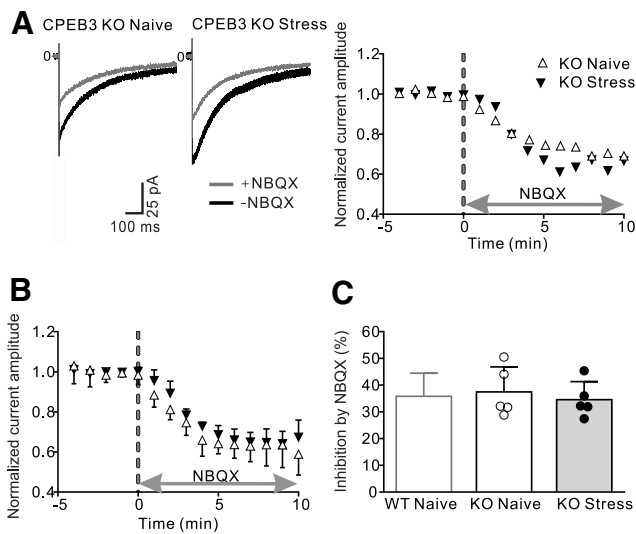 A
CPEB3 KO Naive
CPEB3 KO Stress
0
+NBQX
-NBQX
25 pA
100 ms
Normalized current amplitude
1.2
1.0
0.8
0.6
0.4
-5
0
5
10
Time (min)
KO Naive
KO Stress
NBQX
B
Normalized current amplitude
1.2
1.0
0.8
0.6
0.4
-5
0
5
10
Time (min)
NBQX
C
Inhibition by NBQX (%)
60
50
40
30
20
10
0
WT Naive
KO Naive
KO Stress